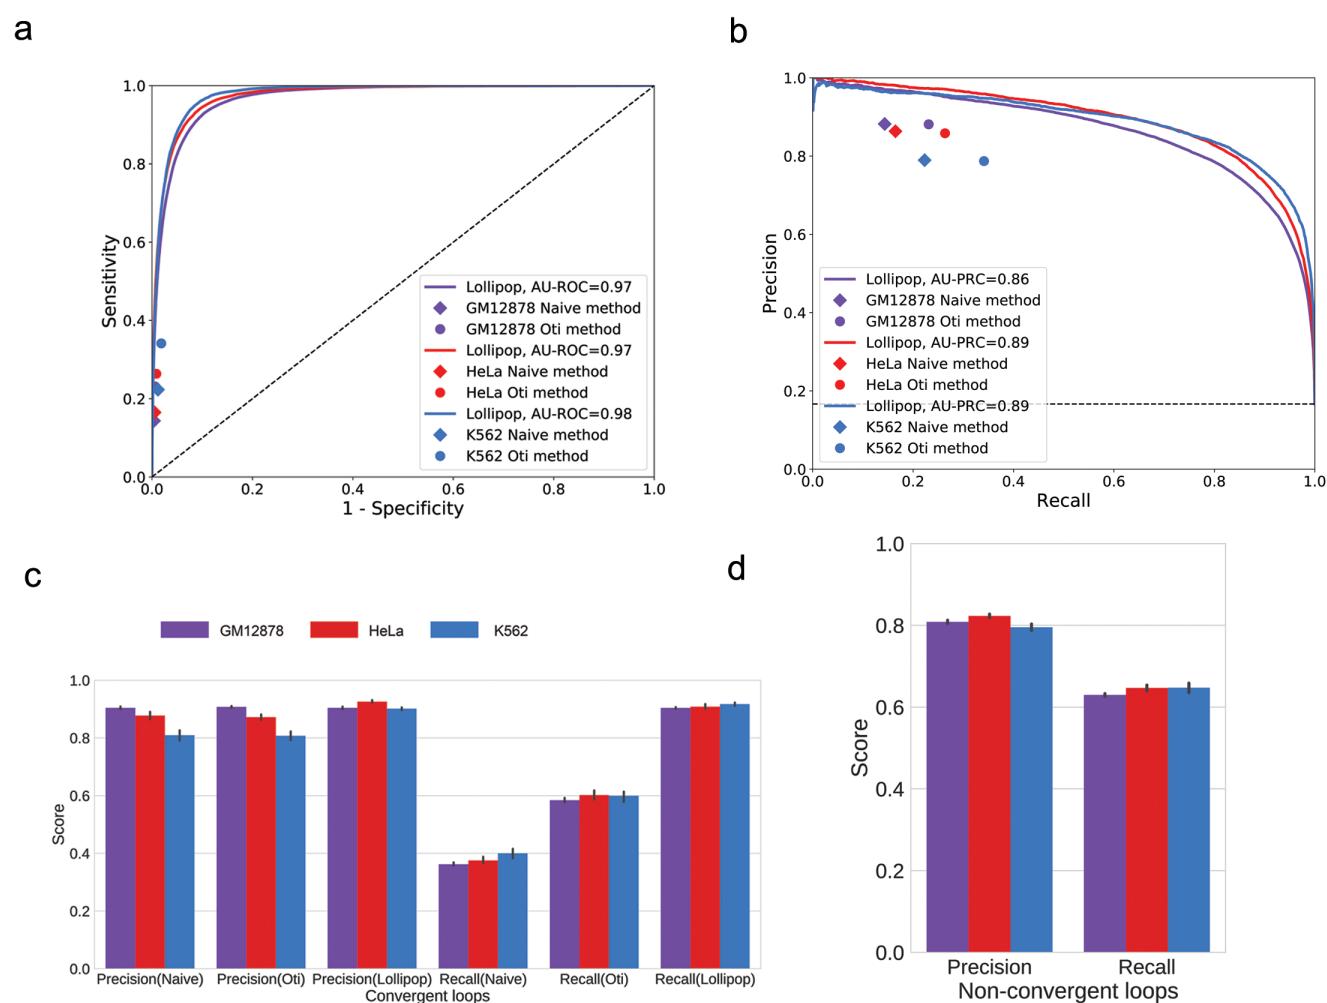 a
1.0
0.8
0.6
0.4
0.2
0.0
Sensitivity
0.0 0.2 0.4 0.6 0.8 1.0
1 - Specificity
Lollipop, AU-ROC=0.97
GM12878 Naive method
GM12878 Oti method
Lollipop, AU-ROC=0.97
HeLa Naive method
HeLa Oti method
Lollipop, AU-ROC=0.98
K562 Naive method
K562 Oti method
b
1.0
0.8
0.6
0.4
0.2
0.0
Precision
0.0 0.2 0.4 0.6 0.8 1.0
Recall
Lollipop, AU-PRC=0.86
GM12878 Naive method
GM12878 Oti method
Lollipop, AU-PRC=0.89
HeLa Naive method
HeLa Oti method
Lollipop, AU-PRC=0.89
K562 Naive method
K562 Oti method
c
GM12878 HeLa K562
1.0
0.8
0.6
0.4
0.2
0.0
Score
Precision(Naive) Precision(Oti) Precision(Lollipop) Recall(Naive) Recall(Oti) Recall(Lollipop)
Convergent loops
d
1.0
0.8
0.6
0.4
0.2
0.0
Score
Precision Recall
Non-convergent loops